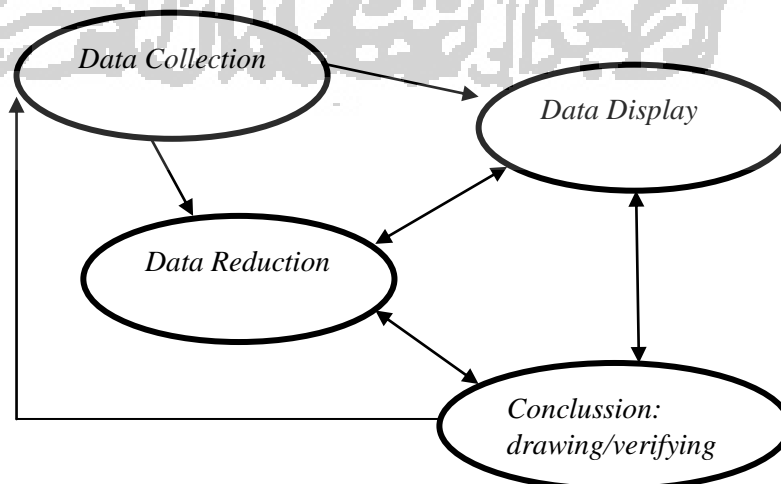 Data Collection
Data Display
Data Reduction
Conclussion:
drawing/verifying